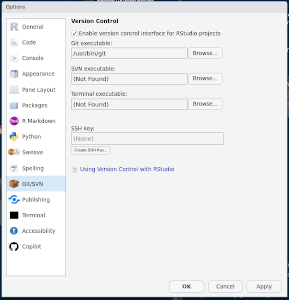 Options
General
Code
Console
Appearance
Pane Layout
Packages
R Markdown
Python
Sweave
Spelling
Git/SVN
Publishing
Terminal
Accessibility
Copilot
Version Control
Enable version control interface for RStudio projects
Git executable:
/usr/bin/git
Browse...
SVN executable:
(Not Found)
Browse...
Terminal executable:
(Not Found)
Browse...
SSH key:
(None)
Create SSH Key...
? Using Version Control with RStudio
OK
Cancel
Apply